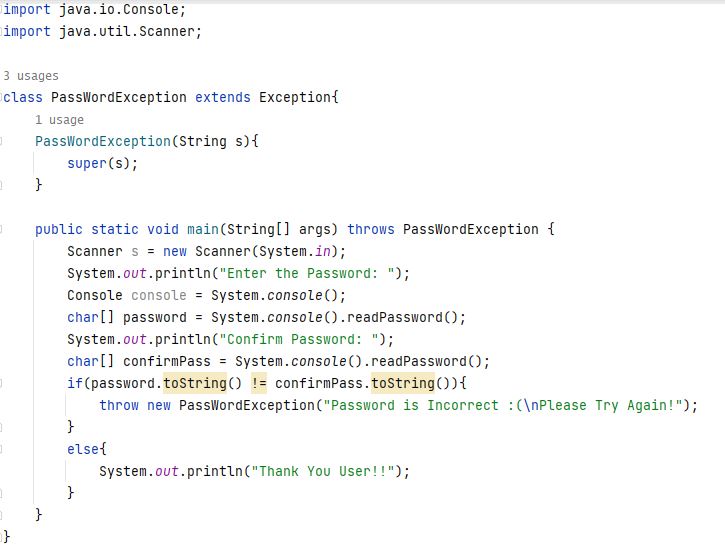 import java.io.Console;
import java.util.Scanner;
3 usages
class PassWordException extends Exception{
1 usage
PassWordException(String s){
super(s);
}
public static void main(String[] args) throws PassWordException {
Scanner s = new Scanner(System.in);
System.out.println("Enter the Password: ");
Console console = System.console();
char[] password = System.console().readPassword();
System.out.println("Confirm Password: ");
char[] confirmPass = System.console().readPassword();
if(password.toString() != confirmPass.toString()){
throw new PassWordException("Password is Incorrect :(\nPlease Try Again!");
}
else{
System.out.println("Thank You User!!");
}
}
}